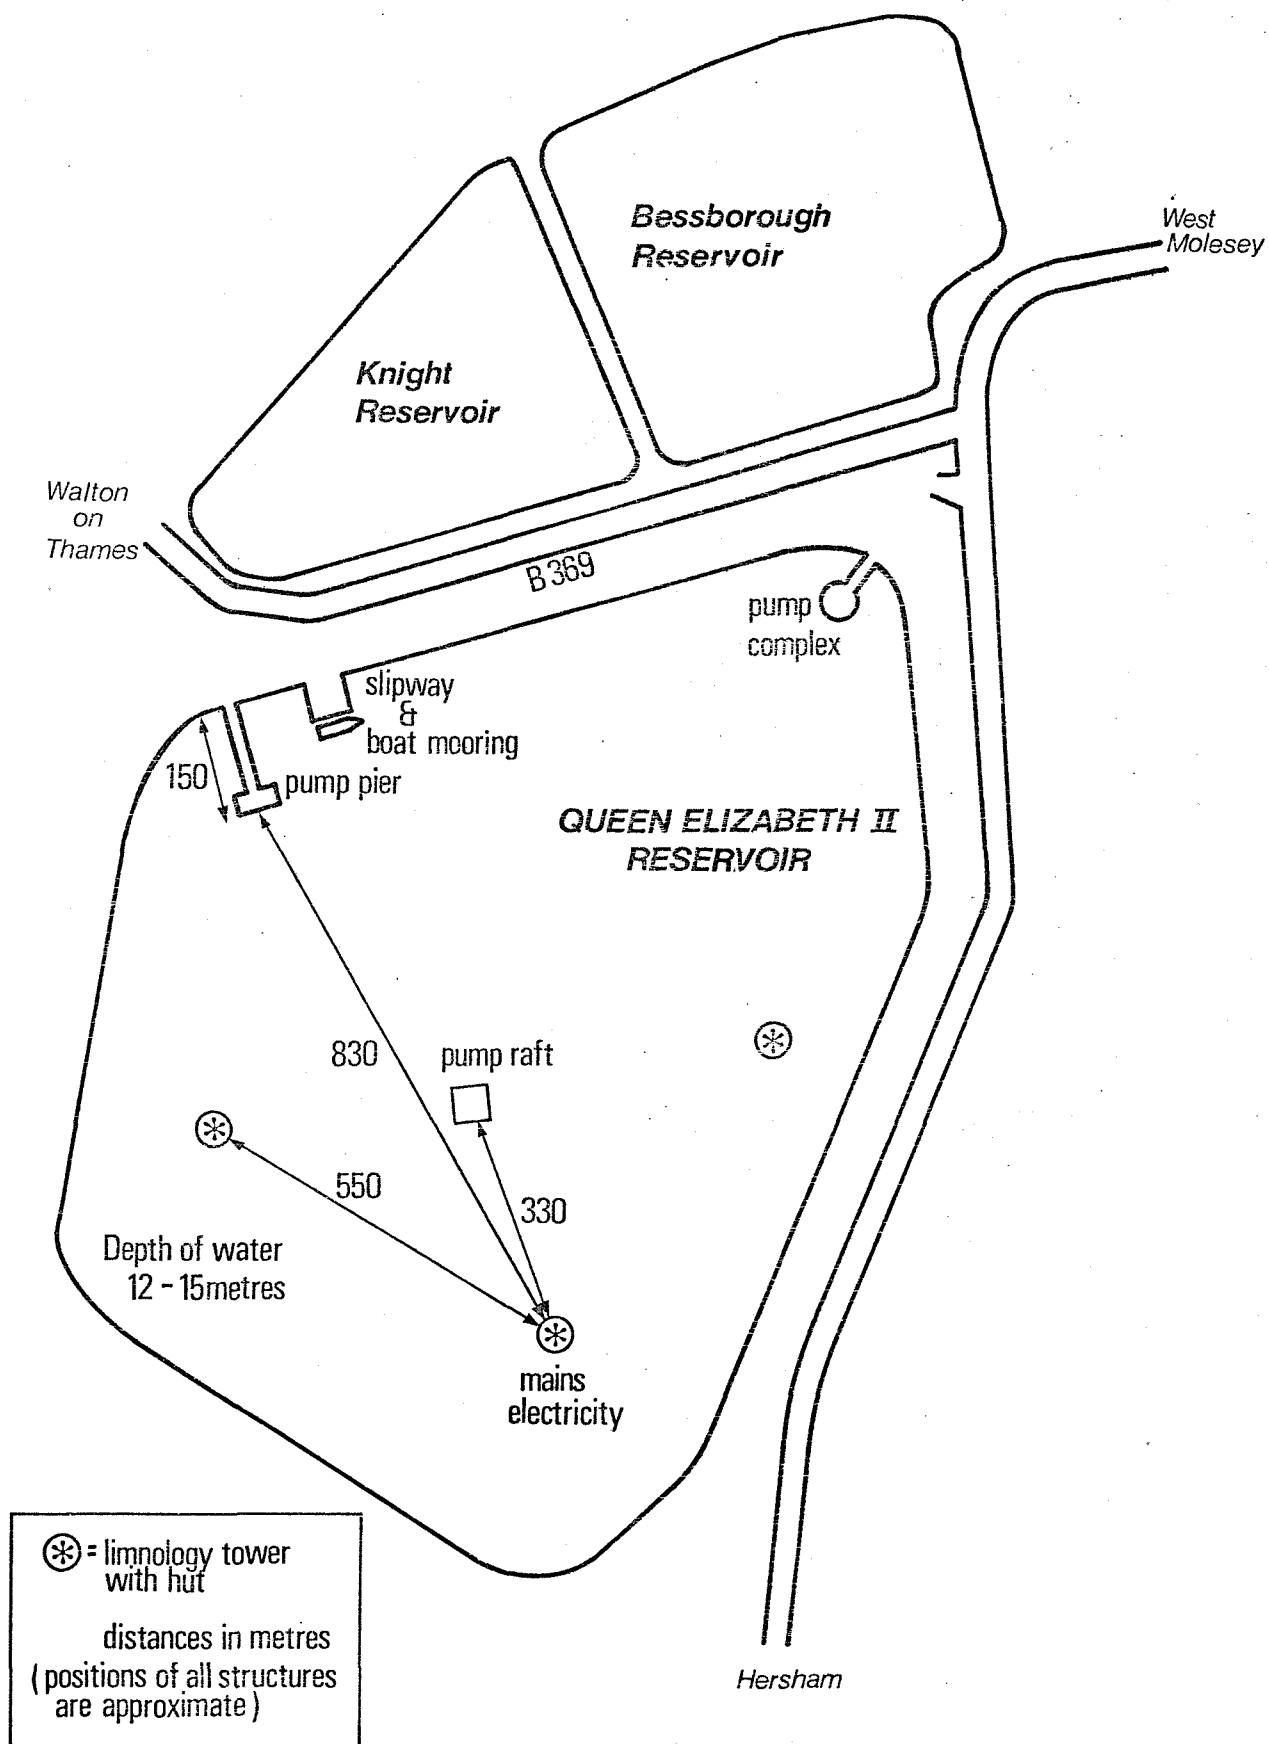 Bessborough
Reservoir
West
Molesey
Knight
Reservoir
Walton
on
Thames
B369
pump
complex
slipway
&
boat mooring
150
pump pier
QUEEN ELIZABETH II
RESERVOIR
830
pump raft
550
330
Depth of water
12 - 15 metres
mains
electricity
= limnology tower
with hut
distances in metres
(positions of all structures
are approximate)
Hersham